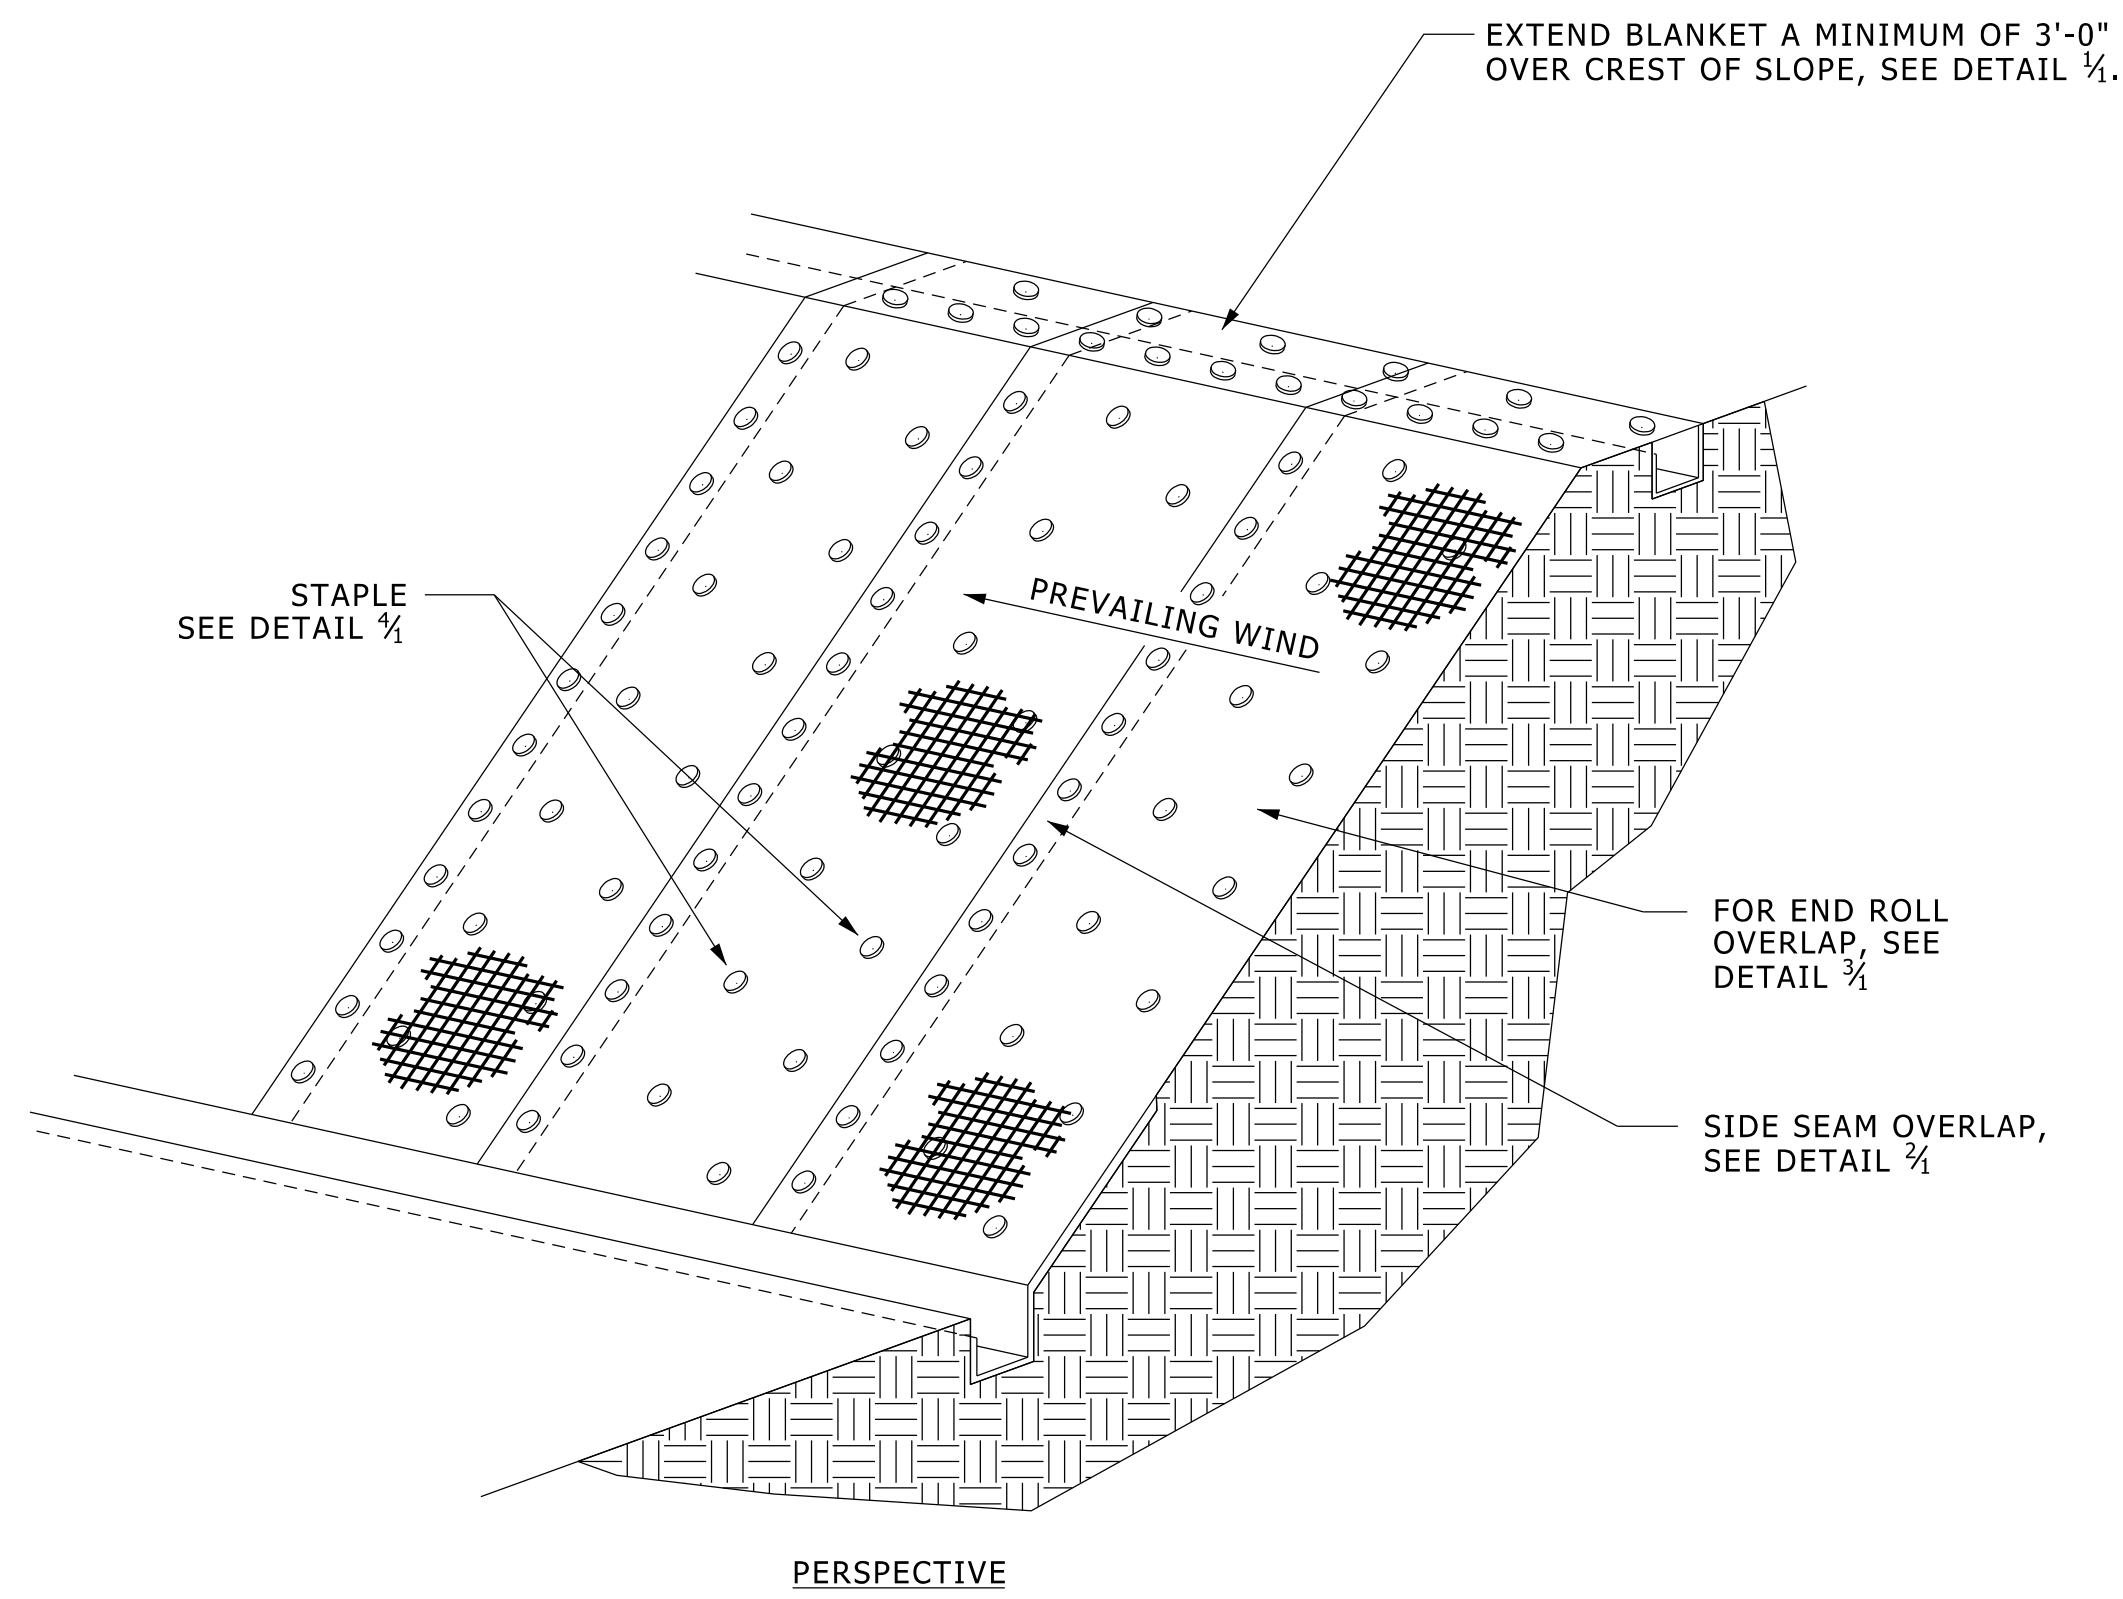 EXTEND BLANKET A MINIMUM OF 3'-0"
OVER CREST OF SLOPE, SEE DETAIL 1/1.
STAPLE
SEE DETAIL 4/1
PREVAILING WIND
FOR END ROLL
OVERLAP, SEE
DETAIL 3/1
SIDE SEAM OVERLAP,
SEE DETAIL 2/1
PERSPECTIVE